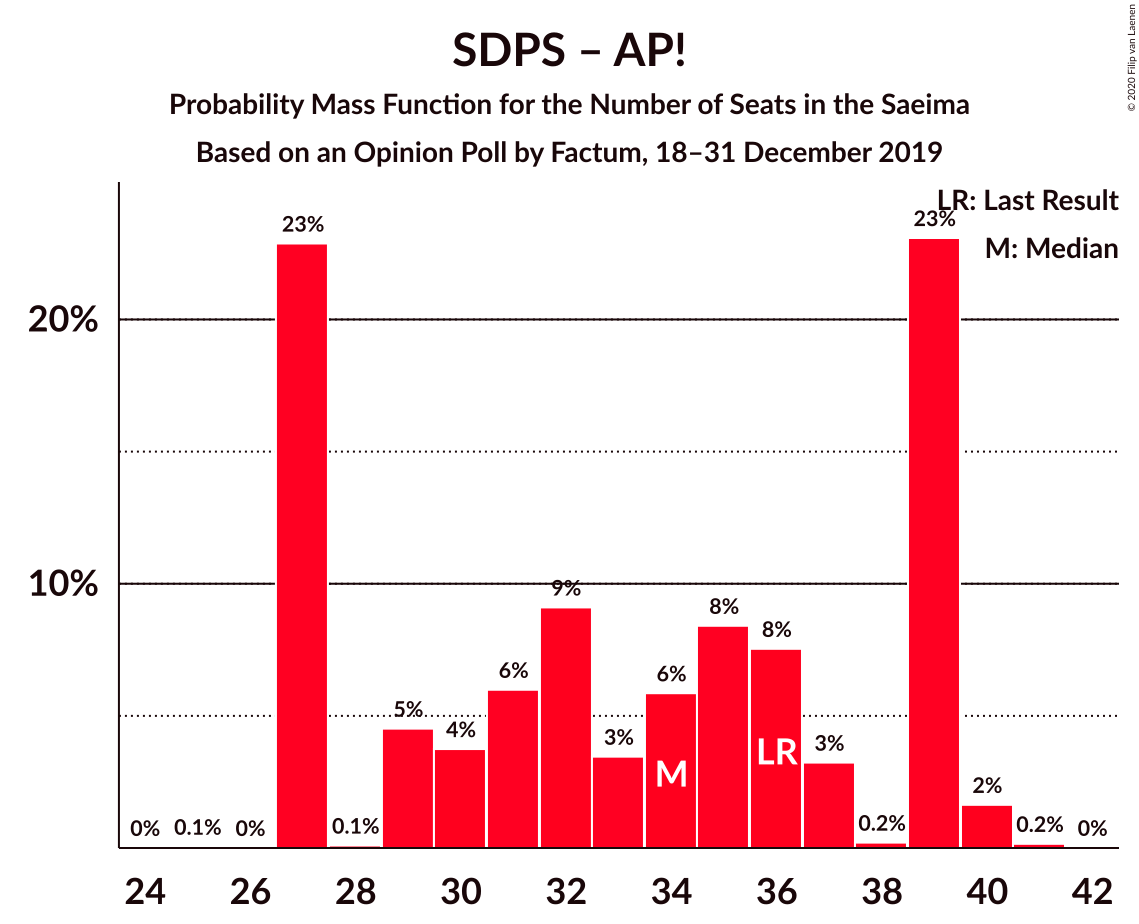 SDPS – AP!
Probability Mass Function for the Number of Seats in the Saeima
Based on an Opinion Poll by Factum, 18–31 December 2019
© 2020 Filip van Laenen
LR: Last Result
M: Median
20%
10%
0%
0.1%
0%
23%
0.1%
5%
4%
6%
9%
3%
6%
8%
8%
3%
0.2%
23%
2%
0.2%
0%
M
LR
24 26 28 30 32 34 36 38 40 42